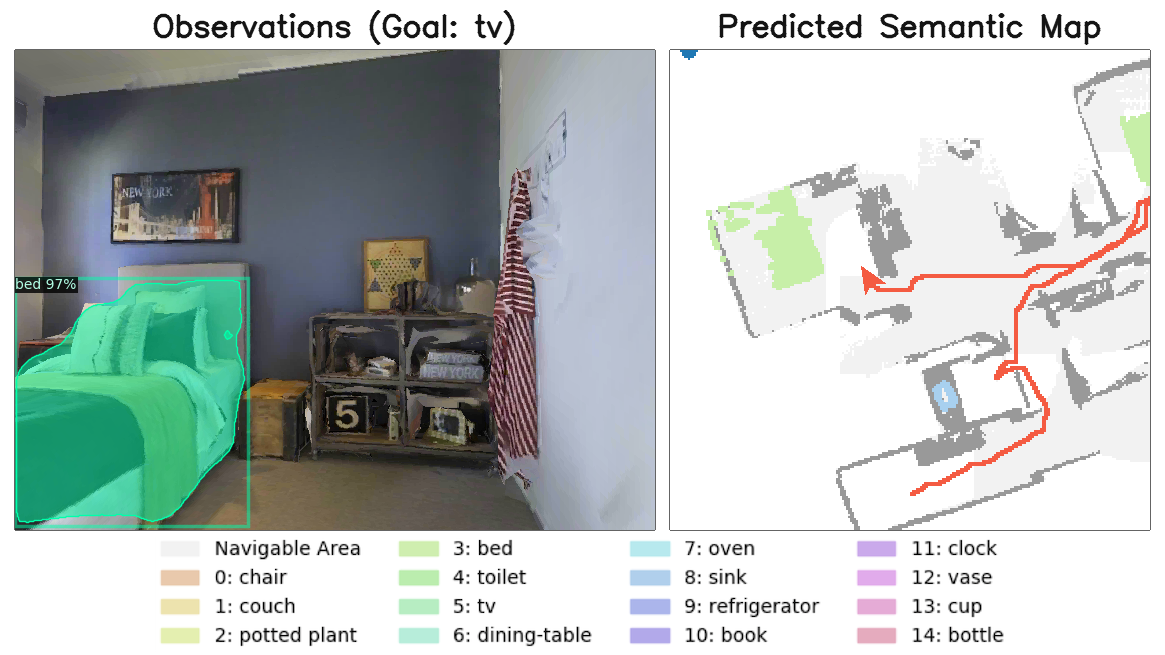 Observations (Goal: tv)
Predicted Semantic Map
NEW YORK
bed 97%
NEW YORK
5
Navigable Area
0: chair
1: couch
2: potted plant
3: bed
4: toilet
5: tv
6: dining-table
7: oven
8: sink
9: refrigerator
10: book
11: clock
12: vase
13: cup
14: bottle